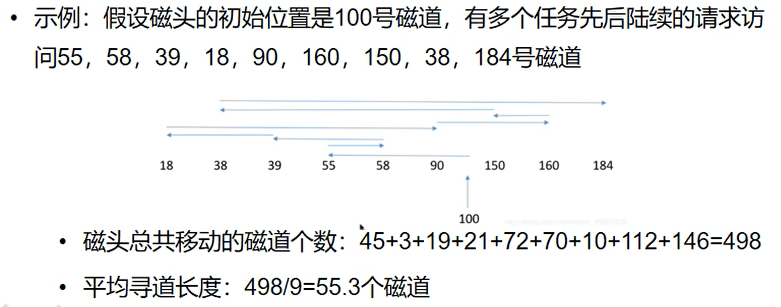 • 示例：假设磁头的初始位置是100号磁道，有多个任务先后陆续的请求访
问55，58，39，18，90，160，150，38，184号磁道
18 38 39 55 58 90 150 160 184
100
• 磁头总共移动的磁道个数：45+3+19+21+72+70+10+112+146=498
• 平均寻道长度：498/9=55.3个磁道